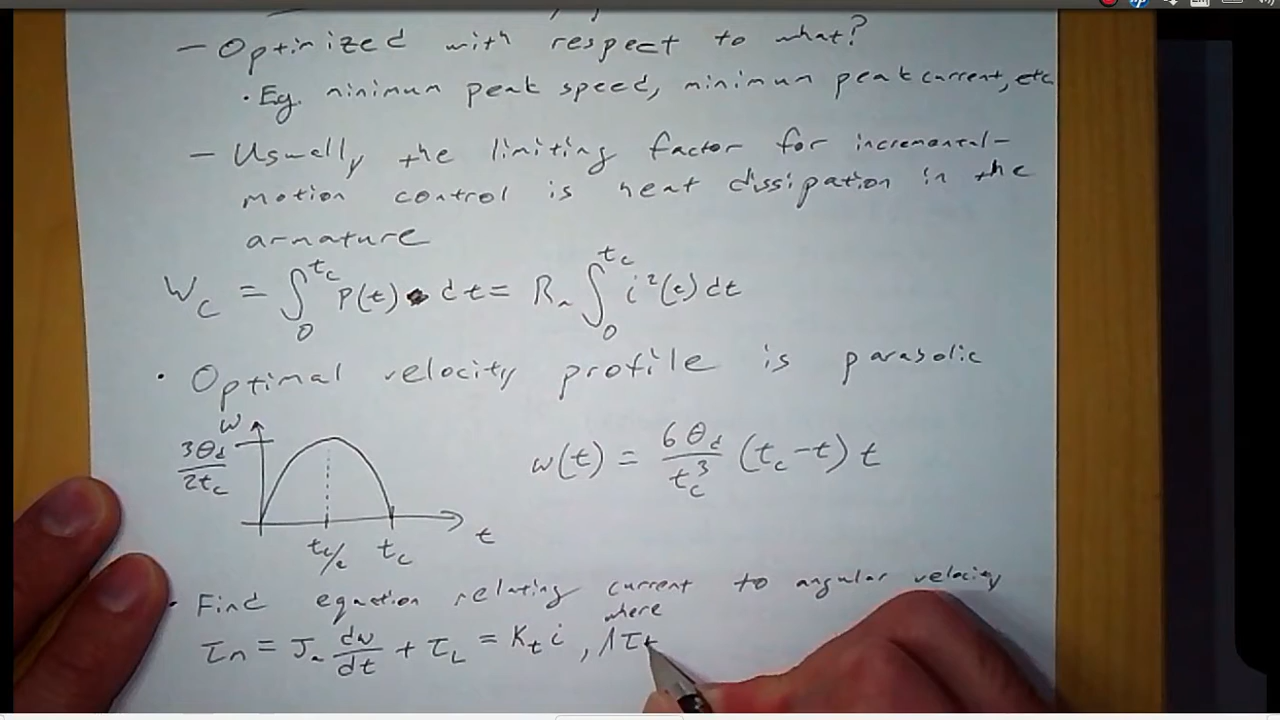 – Optimized with respect to what?
· Eg. minimum peak speed, minimum peak current, etc
– Usually the limiting factor for incremental-
motion control is heat dissipation in the
armature
W_c = ∫_0^{t_c} P(t) dt = R_a ∫_0^{t_c} i²(t) dt
· Optimal velocity profile is parabolic
ω
3θ_d/2t_c
t_c/2 t_c t
ω(t) = 6θ_d/t_c³ (t_c-t) t
· Find equation relating current to angular velocity
where
τ_m = J_a dω/dt + τ_L = K_t i ,